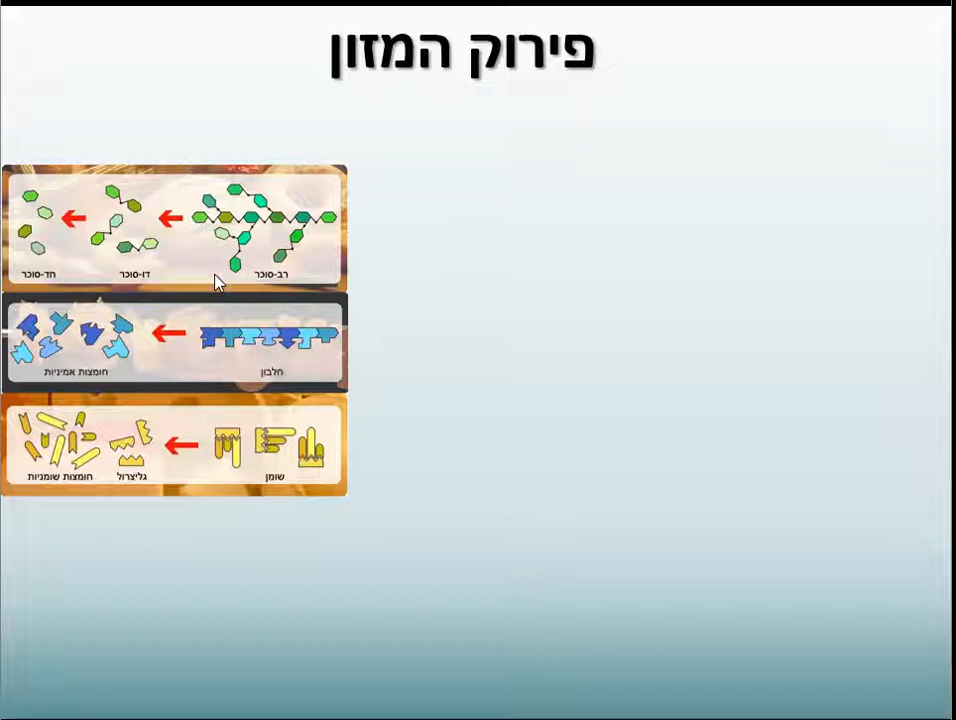 פירוק המזון
רב-סוכר
דו-סוכר
חד-סוכר
חלבון
חומצות אמיניות
שומן
גליצרול
חומצות שומניות